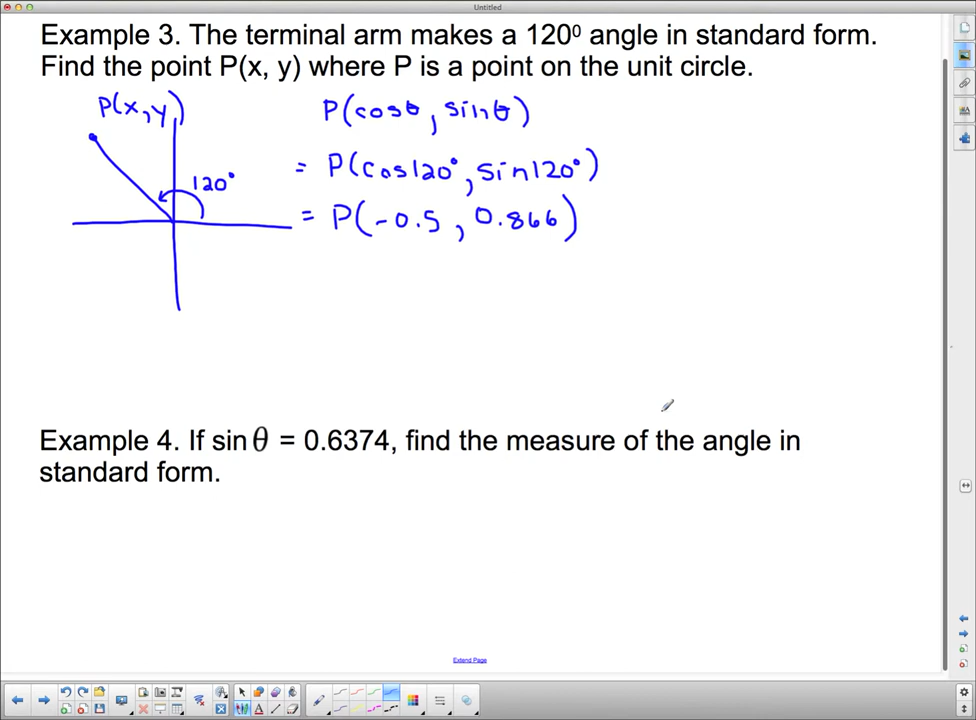 Untitled
Example 3. The terminal arm makes a 120⁰ angle in standard form.
Find the point P(x, y) where P is a point on the unit circle.
P(x,y)
P(cosθ, sinθ)
= P(cos120°, sin120°)
120°
= P(-0.5, 0.866)
Example 4. If sin θ = 0.6374, find the measure of the angle in
standard form.
Extend Page